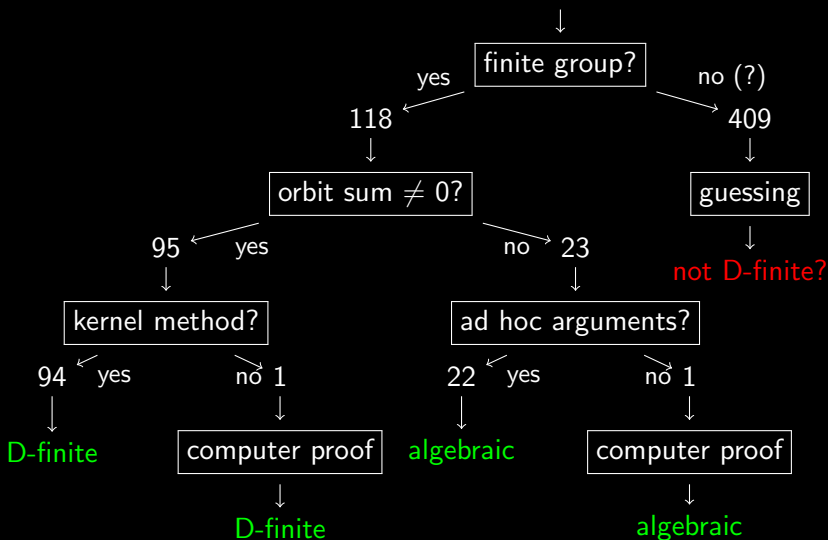 finite group?
yes
no (?)
118
409
orbit sum ≠ 0?
guessing
95
yes
no
23
not D-finite?
kernel method?
ad hoc arguments?
94
yes
no
1
22
yes
no
1
D-finite
computer proof
algebraic
computer proof
D-finite
algebraic